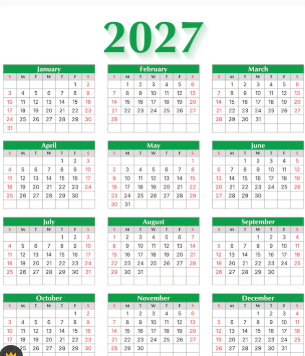 2027
January
S M T W T F S
1 2
3 4 5 6 7 8 9
10 11 12 13 14 15 16
17 18 19 20 21 22 23
24 25 26 27 28 29 30
31
February
S M T W T F S
1 2 3 4 5 6
7 8 9 10 11 12 13
14 15 16 17 18 19 20
21 22 23 24 25 26 27
28
March
S M T W T F S
1 2 3 4 5 6
7 8 9 10 11 12 13
14 15 16 17 18 19 20
21 22 23 24 25 26 27
28 29 30 31
April
S M T W T F S
1 2 3
4 5 6 7 8 9 10
11 12 13 14 15 16 17
18 19 20 21 22 23 24
25 26 27 28 29 30
May
S M T W T F S
1
2 3 4 5 6 7 8
9 10 11 12 13 14 15
16 17 18 19 20 21 22
23 24 25 26 27 28 29
30 31
June
S M T W T F S
1 2 3 4 5
6 7 8 9 10 11 12
13 14 15 16 17 18 19
20 21 22 23 24 25 26
27 28 29 30
July
S M T W T F S
1 2 3
4 5 6 7 8 9 10
11 12 13 14 15 16 17
18 19 20 21 22 23 24
25 26 27 28 29 30 31
August
S M T W T F S
1 2 3 4 5 6 7
8 9 10 11 12 13 14
15 16 17 18 19 20 21
22 23 24 25 26 27 28
29 30 31
September
S M T W T F S
1 2 3 4
5 6 7 8 9 10 11
12 13 14 15 16 17 18
19 20 21 22 23 24 25
26 27 28 29 30
October
S M T W T F S
1 2
3 4 5 6 7 8 9
10 11 12 13 14 15 16
17 18 19 20 21 22 23
25 26 27 28 29 30
November
S M T W T F S
1 2 3 4 5 6
7 8 9 10 11 12 13
14 15 16 17 18 19 20
21 22 23 24 25 26 27
28 29 30
December
S M T W T F S
1 2 3 4
5 6 7 8 9 10 11
12 13 14 15 16 17 18
19 20 21 22 23 24 25
26 27 28 29 30 31